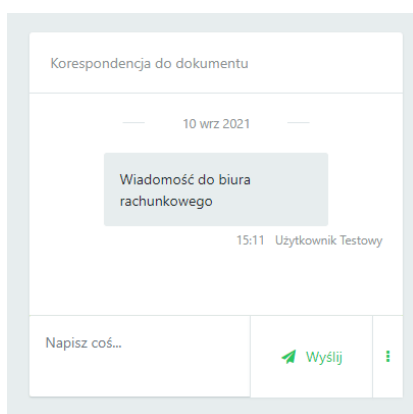 Korespondencja do dokumentu
10 wrz 2021
Wiadomość do biura
rachunkowego
15:11 Użytkownik Testowy
Napisz coś...
Wyślij